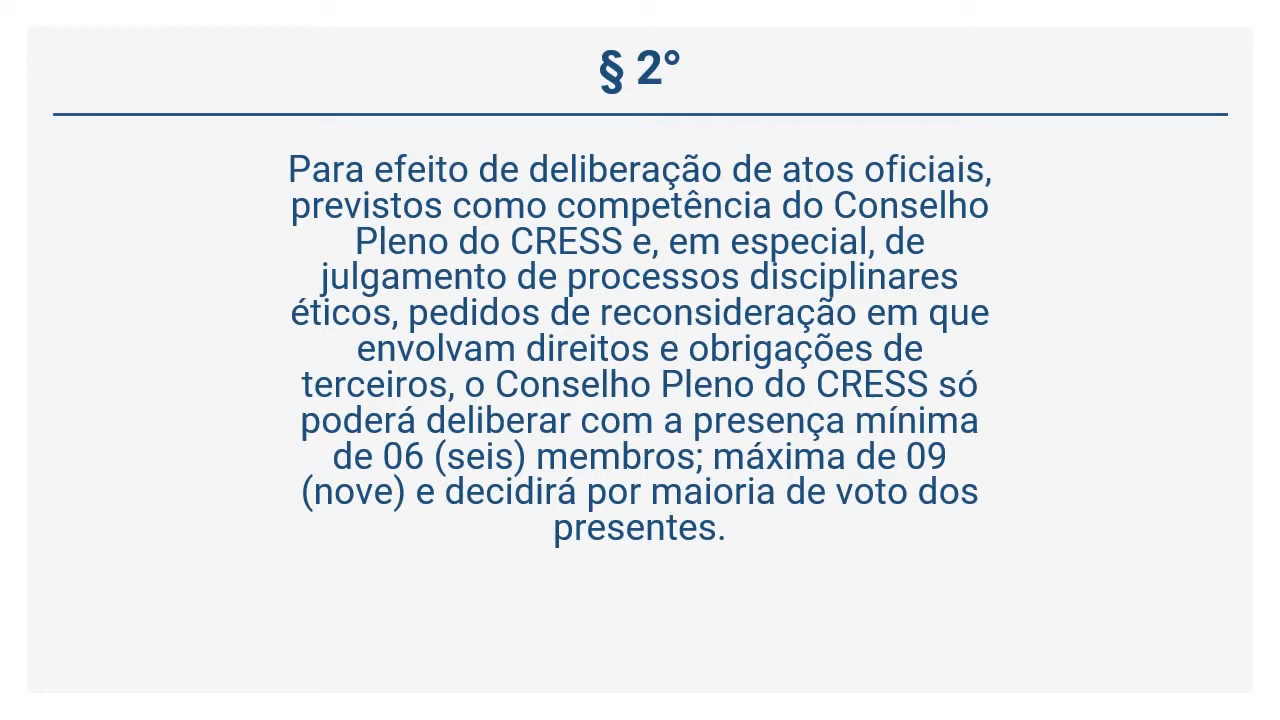 § 2°
Para efeito de deliberação de atos oficiais,
previstos como competência do Conselho
Pleno do CRESS e, em especial, de
julgamento de processos disciplinares
éticos, pedidos de reconsideração em que
envolvam direitos e obrigações de
terceiros, o Conselho Pleno do CRESS só
poderá deliberar com a presença mínima
de 06 (seis) membros; máxima de 09
(nove) e decidirá por maioria de voto dos
presentes.